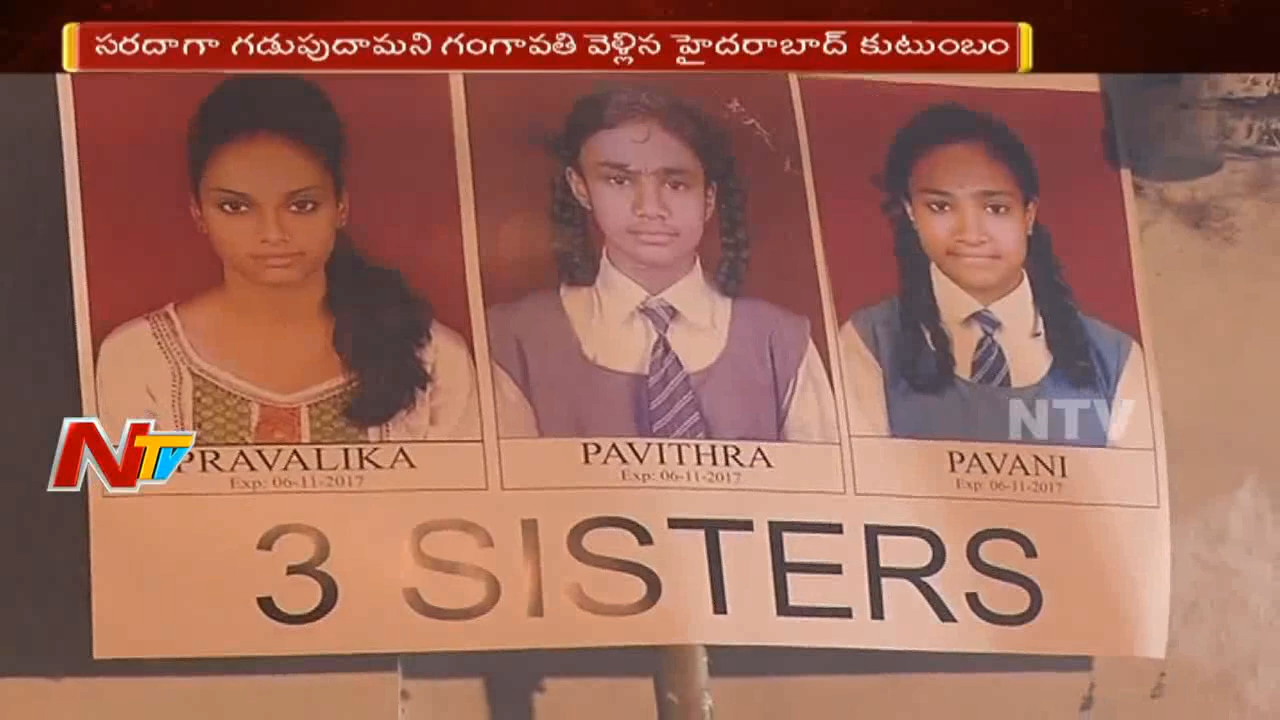 సరదాగా గడుపుదామని గంగావతి వెళ్లిన హైదరాబాద్ కుటుంబం
NTV
NTV
PRAVALIKA
Exp: 06-11-2017
PAVITHRA
Exp: 06-11-2017
PAVANI
Exp: 06-11-2017
3 SISTERS